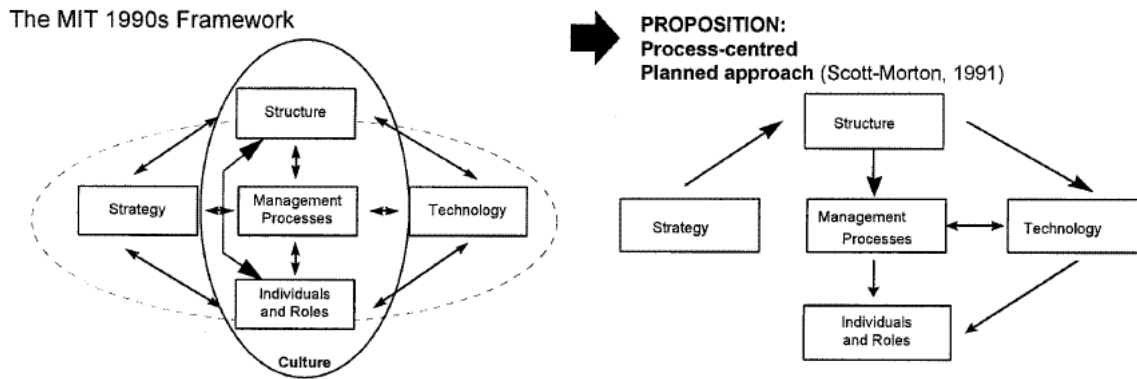 The MIT 1990s Framework
Structure
Strategy
Management
Processes
Technology
Individuals
and Roles
Culture
PROPOSITION:
Process-centred
Planned approach (Scott-Morton, 1991)
Structure
Strategy
Management
Processes
Technology
Individuals
and Roles